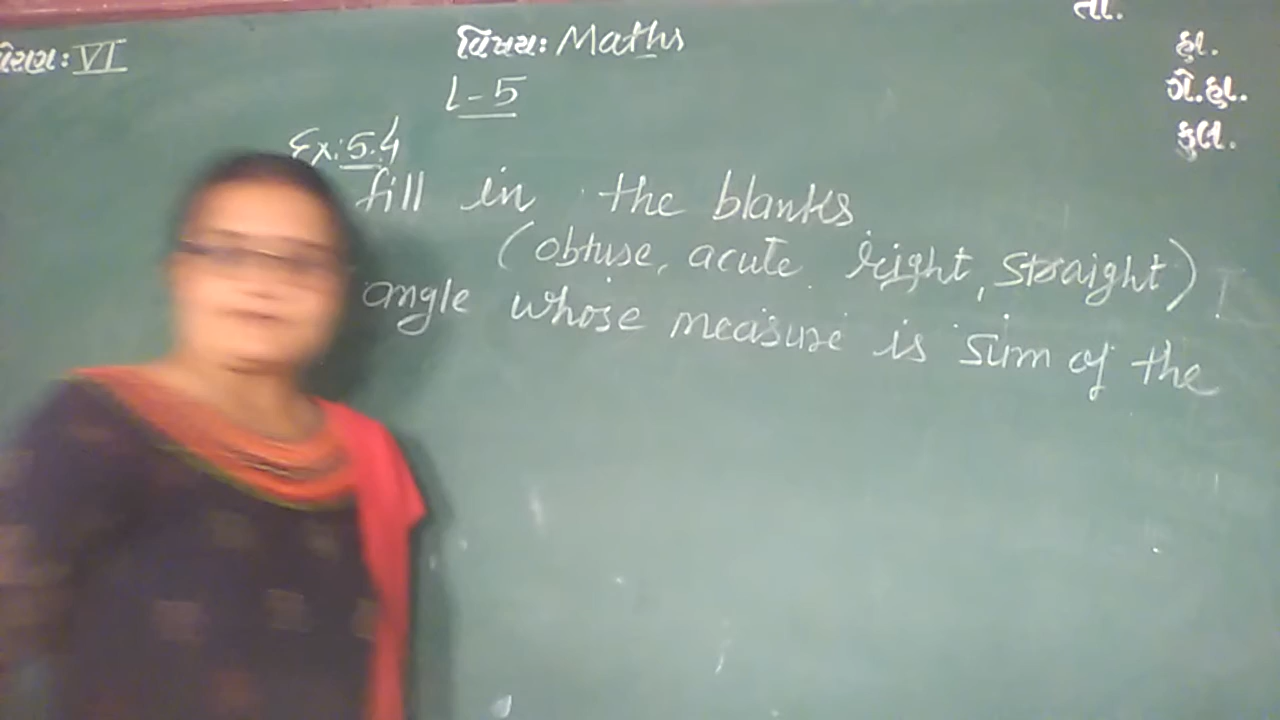 તા.
ધોરણ: VI
વિષય: Maths
હા.
L-5
ગે.હા.
કુલ.
Ex: 5.4
fill in the blanks
(obtuse, acute right, straight)
angle whose measure is sum of the